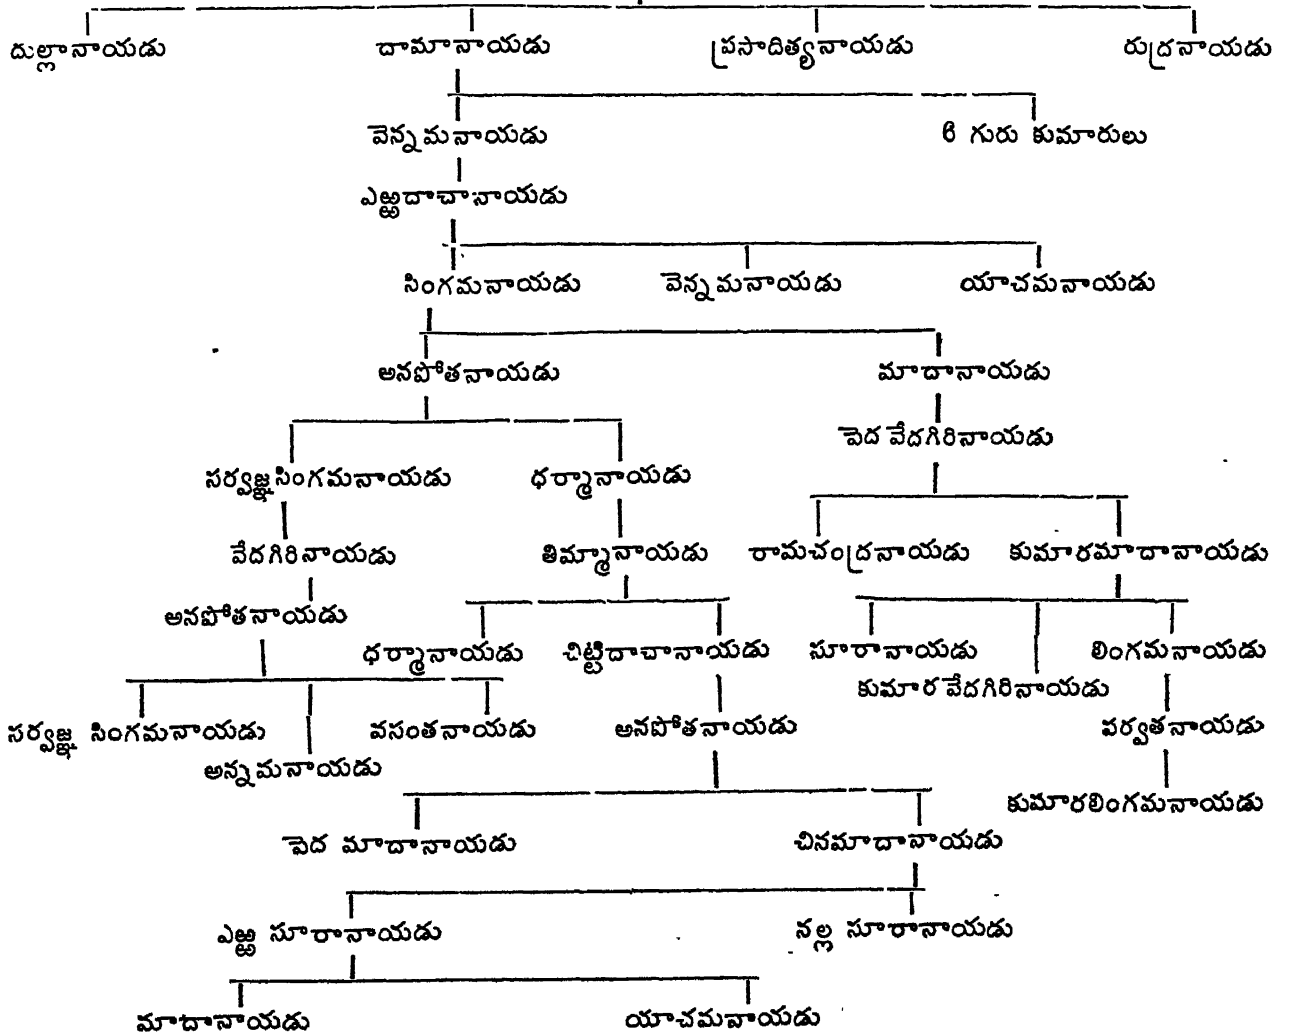 దుల్లానాయడు దామానాయడు ప్రసాదిత్యనాయడు రుద్రనాయడు
వెన్నమనాయడు 6 గురు కుమారులు
ఎఱ్ఱదాచానాయడు
సింగమనాయడు వెన్నమనాయడు యాచమనాయడు
అనపోతనాయడు మాదానాయడు
పెద వేదగిరినాయడు
సర్వజ్ఞసింగమనాయడు ధర్మానాయడు
వేదగిరినాయడు తిమ్మానాయడు రామచంద్రనాయడు కుమారమాదానాయడు
అనపోతనాయడు
ధర్మానాయడు చిట్టిదాచానాయడు సూరానాయడు లింగమనాయడు
కుమార వేదగిరినాయడు
సర్వజ్ఞ సింగమనాయడు వసంతనాయడు అనపోతనాయడు పర్వతనాయడు
అన్నమనాయడు
కుమారలింగమనాయడు
పెద మాదానాయడు చినమాదానాయడు
ఎఱ్ఱ సూరానాయడు నల్ల సూరానాయడు
మాదానాయడు యాచమనాయడు